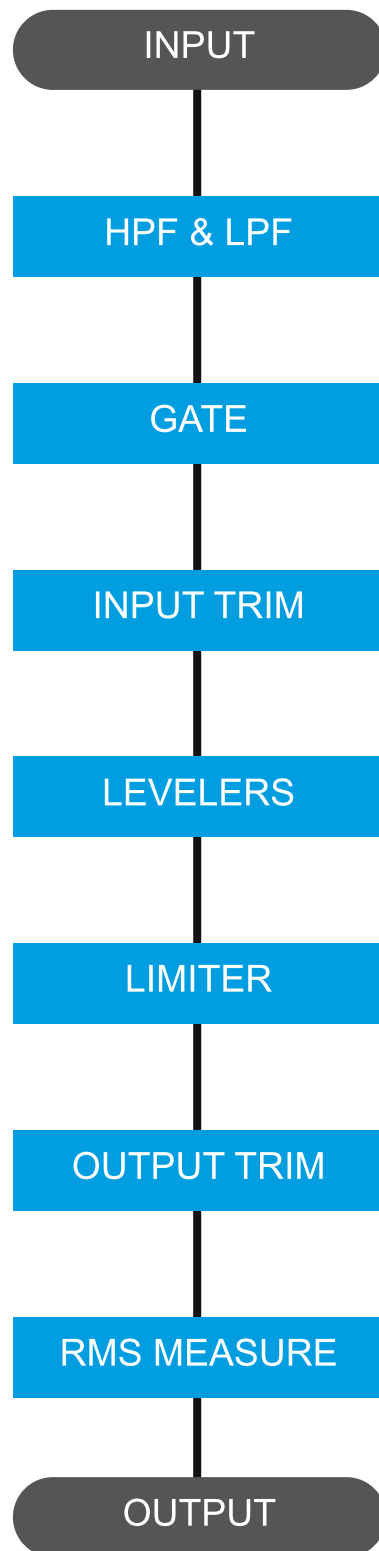 INPUT
HPF & LPF
GATE
INPUT TRIM
LEVELERS
LIMITER
OUTPUT TRIM
RMS MEASURE
OUTPUT